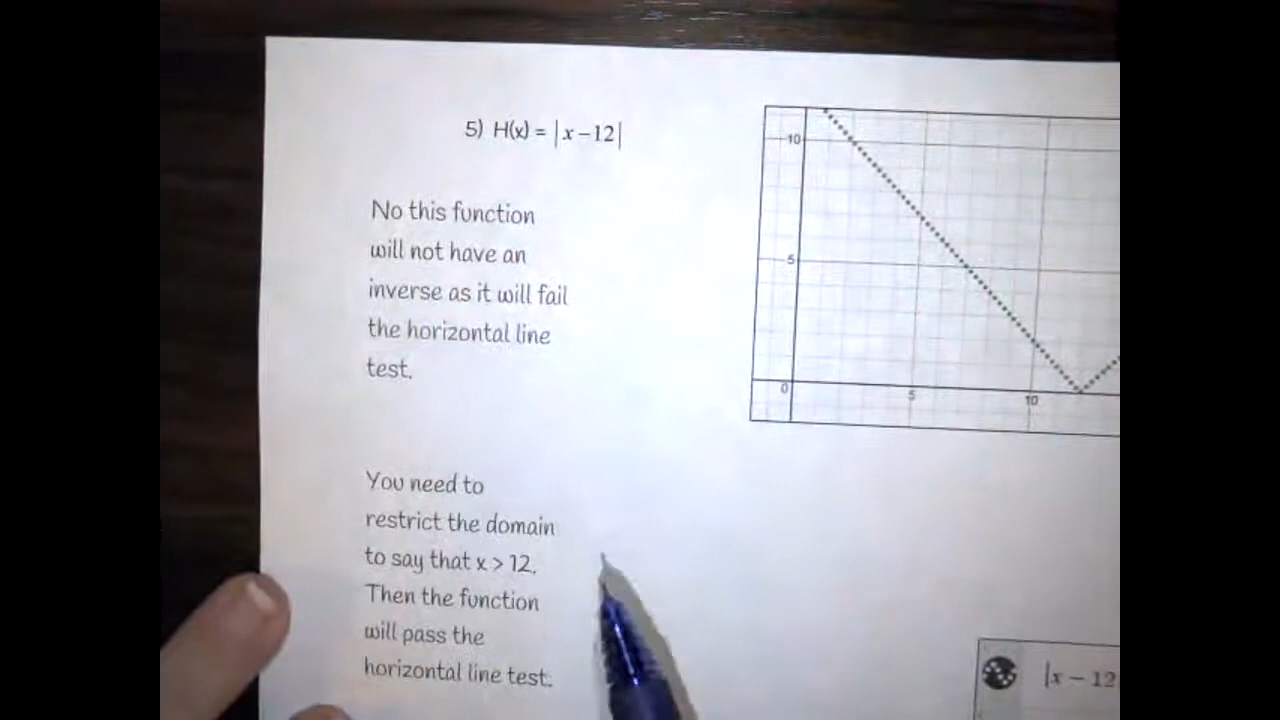 5) H(x) = |x−12|
No this function
will not have an
inverse as it will fail
the horizontal line
test.
You need to
restrict the domain
to say that x > 12.
Then the function
will pass the
horizontal line test.
10
5
0
5
10
|x − 12